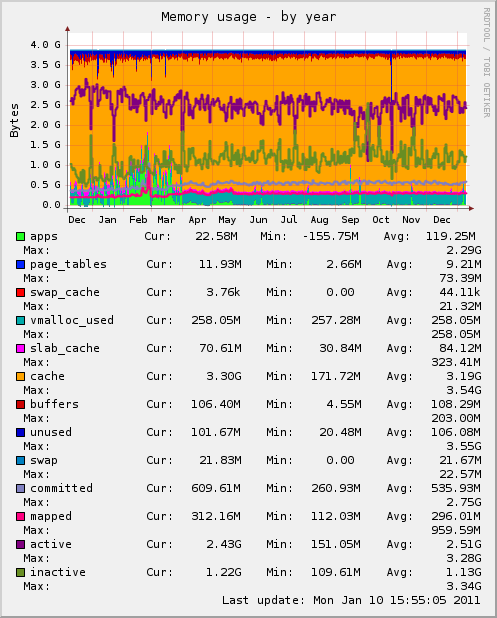 Memory usage - by year
RRDTOOL / TOBI OETIKER
Bytes
4.0 G
3.5 G
3.0 G
2.5 G
2.0 G
1.5 G
1.0 G
0.5 G
0.0
Dec Jan Feb Mar Apr May Jun Jul Aug Sep Oct Nov Dec
apps Cur: 22.58M Min: -155.75M Avg: 119.25M
Max: 2.29G
page_tables Cur: 11.93M Min: 2.66M Avg: 9.21M
Max: 73.39M
swap_cache Cur: 3.76k Min: 0.00 Avg: 44.11k
Max: 21.32M
vmalloc_used Cur: 258.05M Min: 257.28M Avg: 258.05M
Max: 258.05M
slab_cache Cur: 70.61M Min: 30.84M Avg: 84.12M
Max: 323.41M
cache Cur: 3.30G Min: 171.72M Avg: 3.19G
Max: 3.54G
buffers Cur: 106.40M Min: 4.55M Avg: 108.29M
Max: 203.00M
unused Cur: 101.67M Min: 20.48M Avg: 106.08M
Max: 3.55G
swap Cur: 21.83M Min: 0.00 Avg: 21.67M
Max: 22.57M
committed Cur: 609.61M Min: 260.93M Avg: 535.93M
Max: 2.75G
mapped Cur: 312.16M Min: 112.03M Avg: 296.01M
Max: 959.59M
active Cur: 2.43G Min: 151.05M Avg: 2.51G
Max: 3.28G
inactive Cur: 1.22G Min: 109.61M Avg: 1.13G
Max: 3.34G
Last update: Mon Jan 10 15:55:05 2011